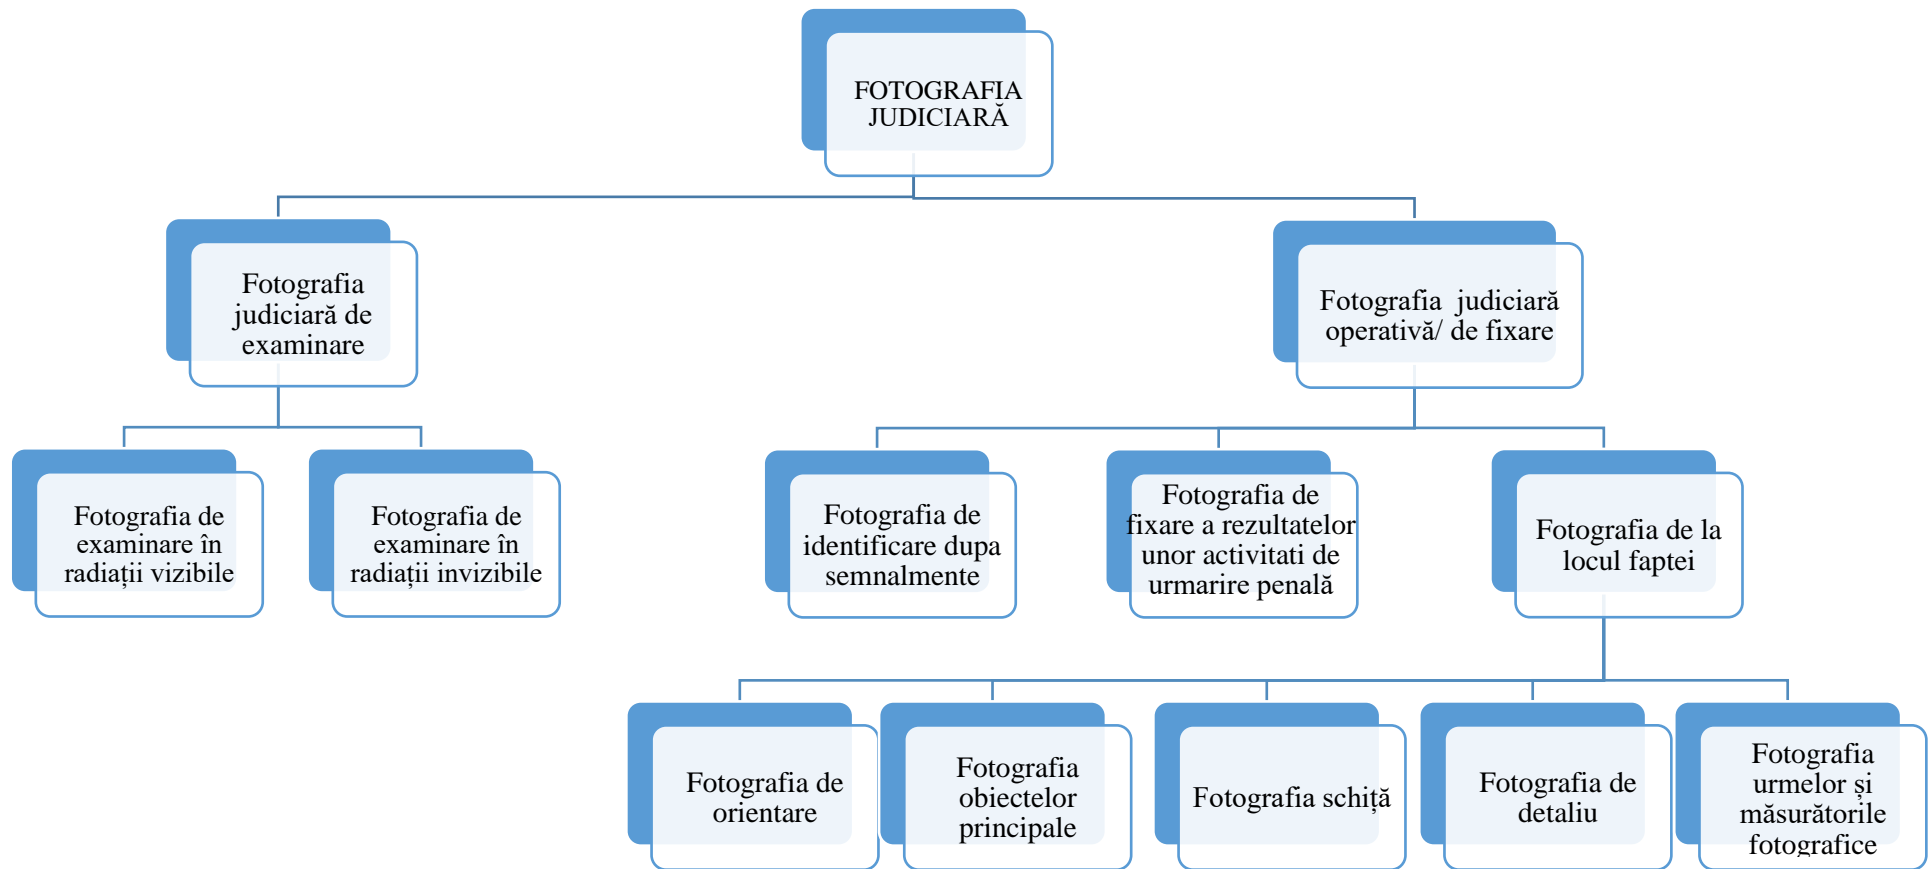 FOTOGRAFIA
JUDICIARĂ
Fotografia
judiciară de
examinare
Fotografia  judiciară
operativă/ de fixare
Fotografia de
examinare în
radiații vizibile
Fotografia de
examinare în
radiații invizibile
Fotografia de
identificare dupa
semnalmente
Fotografia de
fixare a rezultatelor
unor activitati de
urmarire penală
Fotografia de la
locul faptei
Fotografia de
orientare
Fotografia
obiectelor
principale
Fotografia schiță
Fotografia de
detaliu
Fotografia
urmelor și
măsurătorile
fotografice